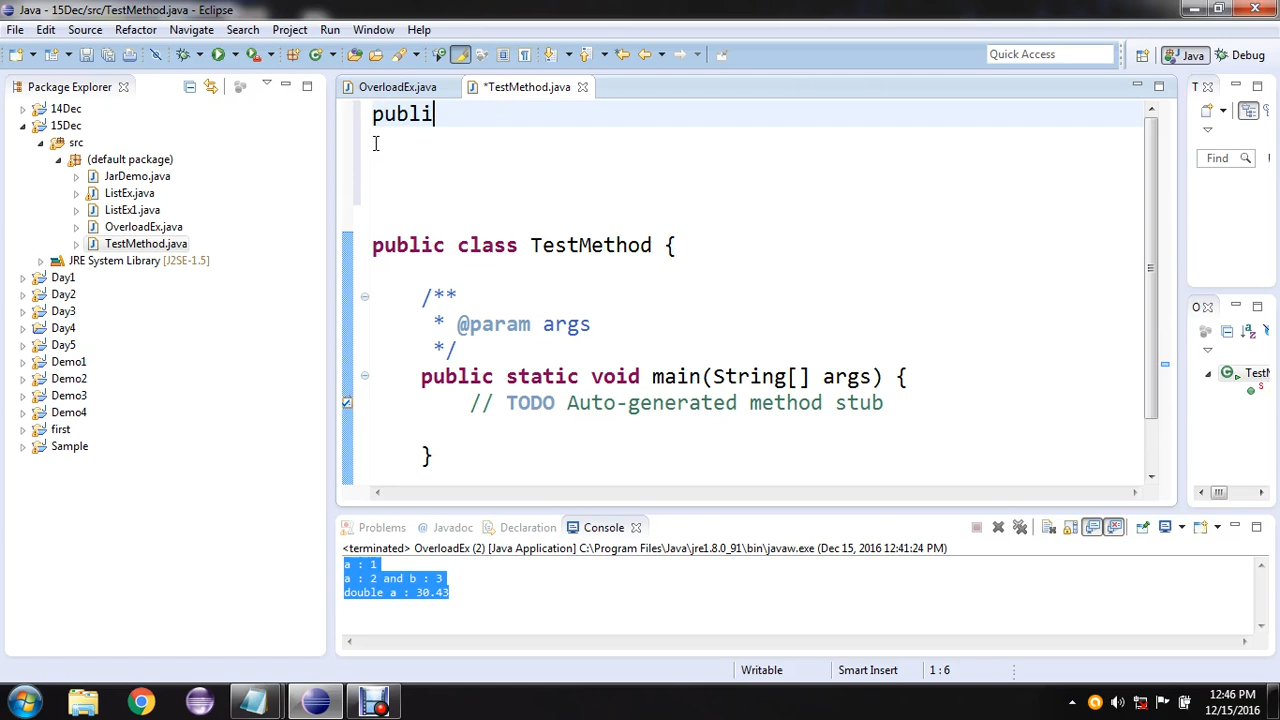 Java - 15Dec/src/TestMethod.java - Eclipse
File Edit Source Refactor Navigate Search Project Run Window Help
Quick Access
Java
Debug
Package Explorer
OverloadEx.java
*TestMethod.java
T
14Dec
15Dec
src
(default package)
JarDemo.java
ListEx.java
ListEx1.java
OverloadEx.java
TestMethod.java
JRE System Library [J2SE-1.5]
Day1
Day2
Day3
Day4
Day5
Demo1
Demo2
Demo3
Demo4
first
Sample
publi
public class TestMethod {
/**
* @param args
*/
public static void main(String[] args) {
// TODO Auto-generated method stub
}
Find
O
TestM
S
Problems
@ Javadoc
Declaration
Console
<terminated> OverloadEx (2) [Java Application] C:\Program Files\Java\jre1.8.0_91\bin\javaw.exe (Dec 15, 2016 12:41:24 PM)
a : 1
a : 2 and b : 3
double a : 30.43
Writable
Smart Insert
1 : 6
12:46 PM
12/15/2016